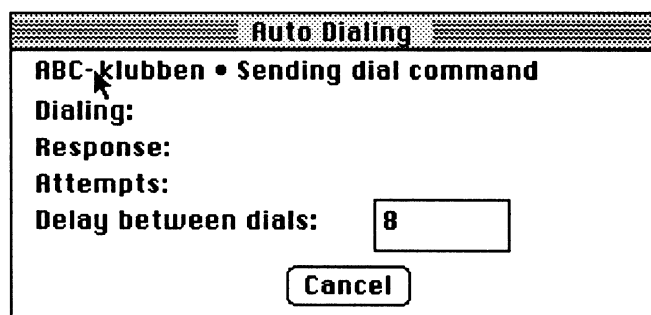 Auto Dialing
ABC-klubben • Sending dial command
Dialing:
Response:
Attempts:
Delay between dials: 8
Cancel